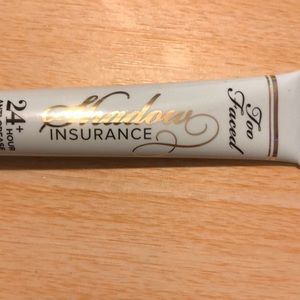 Shadow
INSURANCE
Too
Faced
24+
HOUR